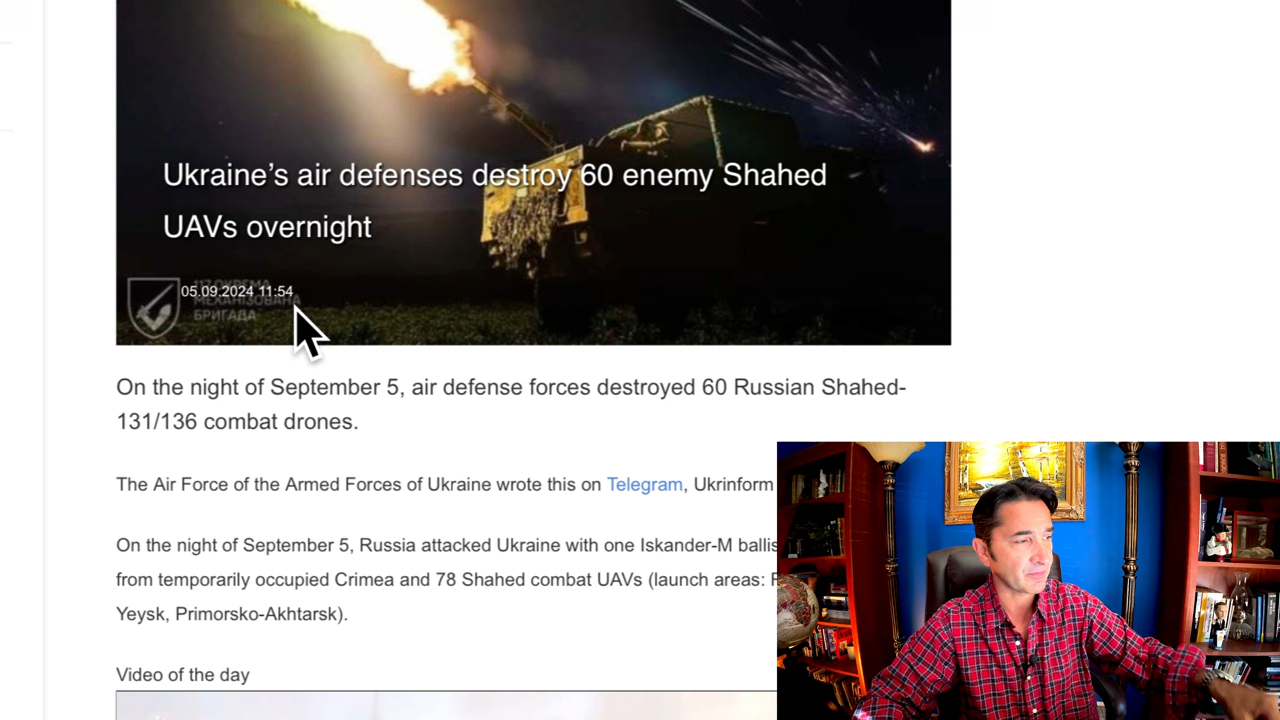 Ukraine’s air defenses destroy 60 enemy Shahed
UAVs overnight
05.09.2024 11:54
МЕХАНІЗОВАНА
БРИГАДА
On the night of September 5, air defense forces destroyed 60 Russian Shahed-
131/136 combat drones.
The Air Force of the Armed Forces of Ukraine wrote this on Telegram, Ukrinform
On the night of September 5, Russia attacked Ukraine with one Iskander-M ballis
from temporarily occupied Crimea and 78 Shahed combat UAVs (launch areas:
Yeysk, Primorsko-Akhtarsk).
Video of the day